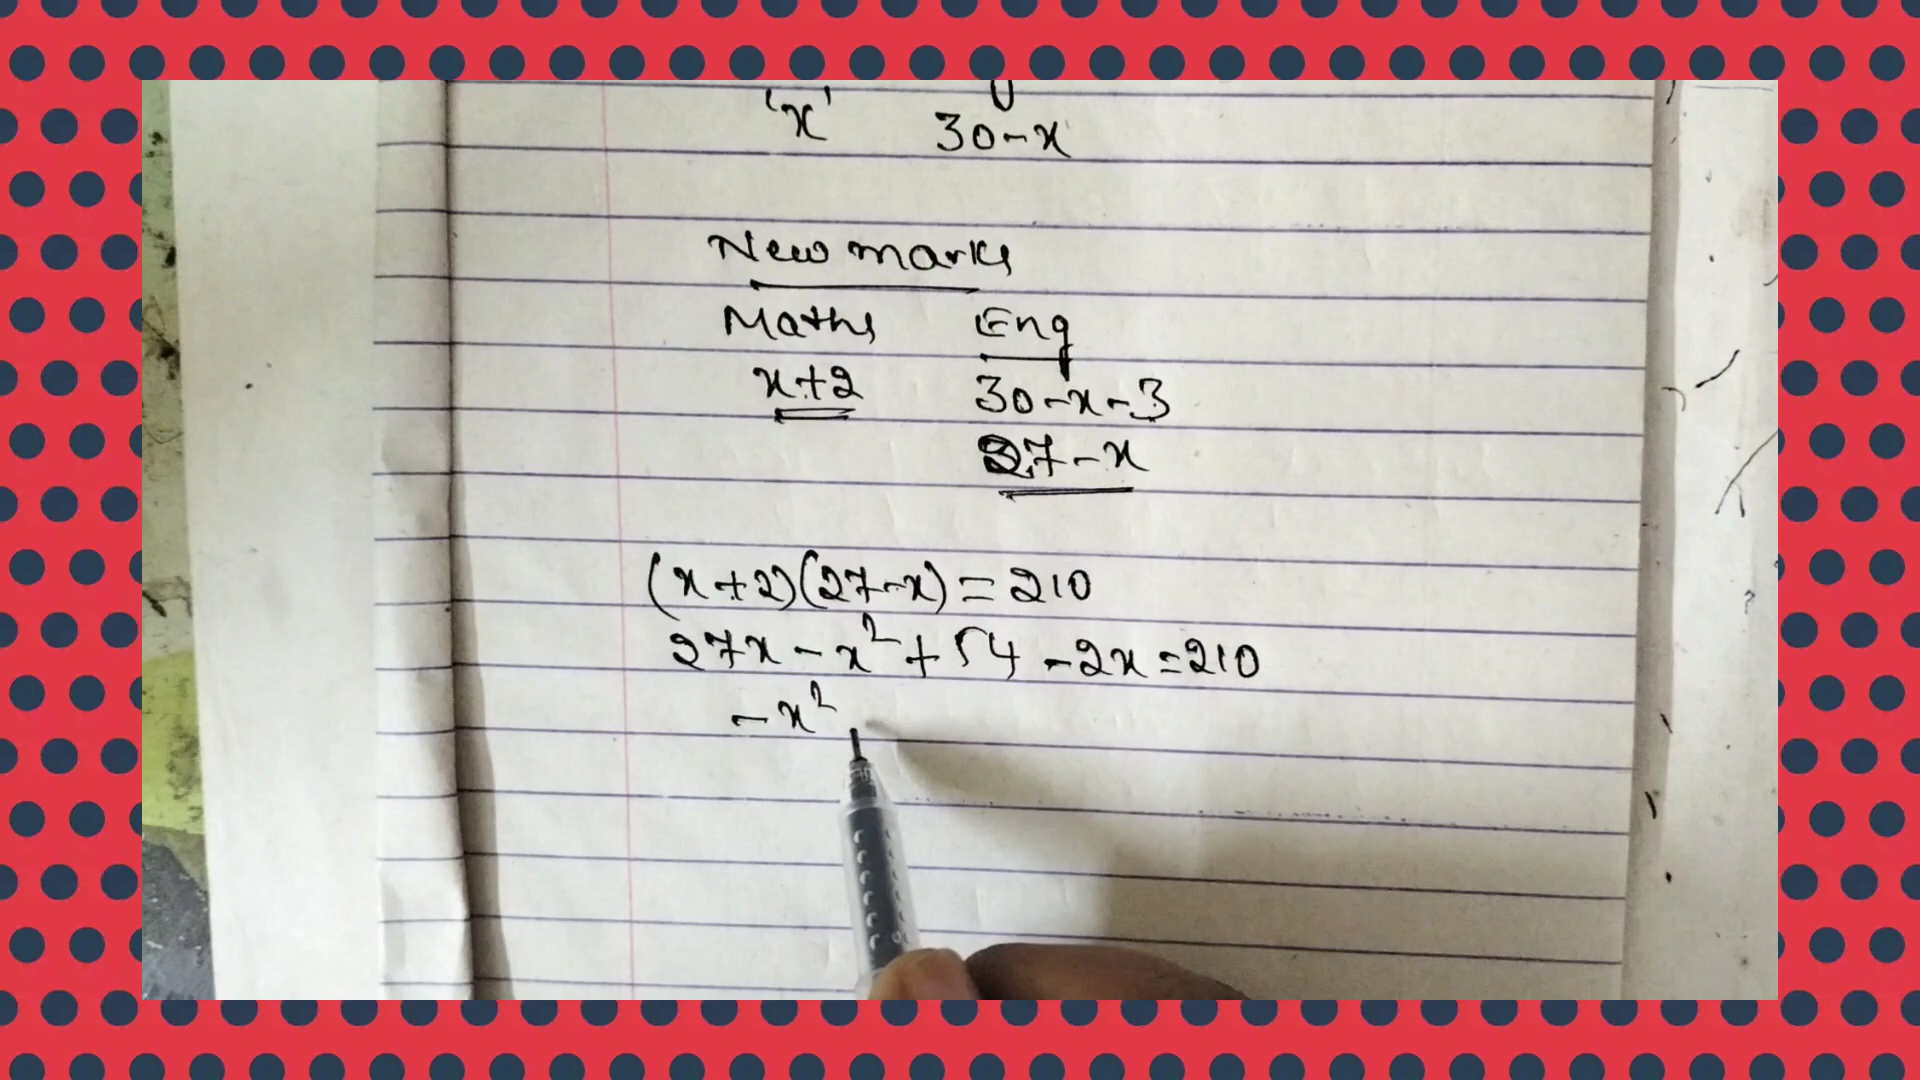 'x' 30-x
New marks
Maths Eng
x+2 30-x-3
27-x
(x+2)(27-x)=210
27x-x²+54-2x=210
-x²